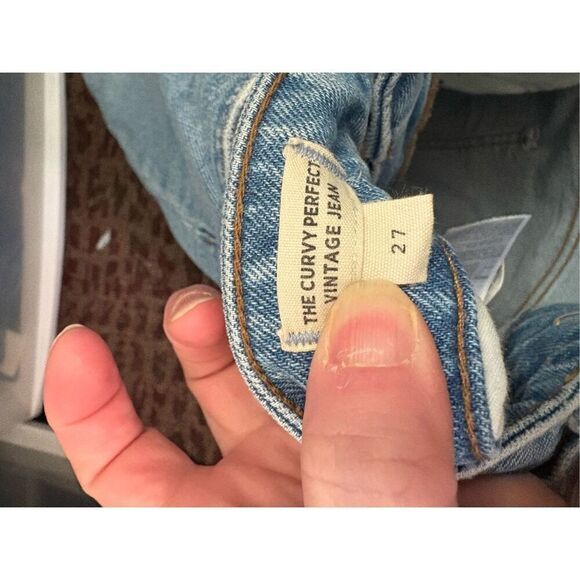 THE CURVY PERFECT
VINTAGE JEAN
27